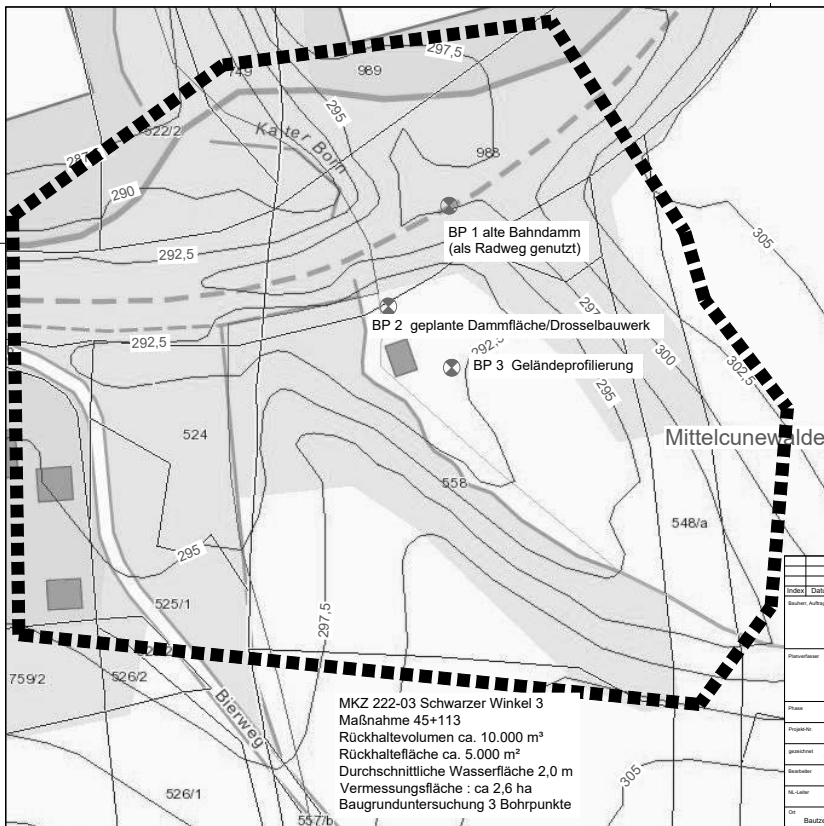 297,5
749
989
295
522/2
Kalter Born
988
290
BP 1 alte Bahndamm
(als Radweg genutzt)
305
292,5
BP 2 geplante Dammfläche/Drosselbauwerk
292,5
300
302,5
BP 3 Geländeprofilierung
295
524
Mittelcunewalde
558
548/a
295
525/1
297,5
Index
Bauherr,
Planverfasser
759/2
526/2
Bierweg
MKZ 222-03 Schwarzer Winkel 3
Maßnahme 45+113
Rückhaltevolumen ca. 10.000 m³
Rückhaltefläche ca. 5.000 m²
Durchschnittliche Wasserfläche 2,0 m
Vermessungsfläche : ca 2,6 ha
Baugrunduntersuchung 3 Bohrpunkte
Phase
Projekt-Nr.
gezeichnet
Bearbeiter
NL-Leiter
Ort
305
526/1
557/b